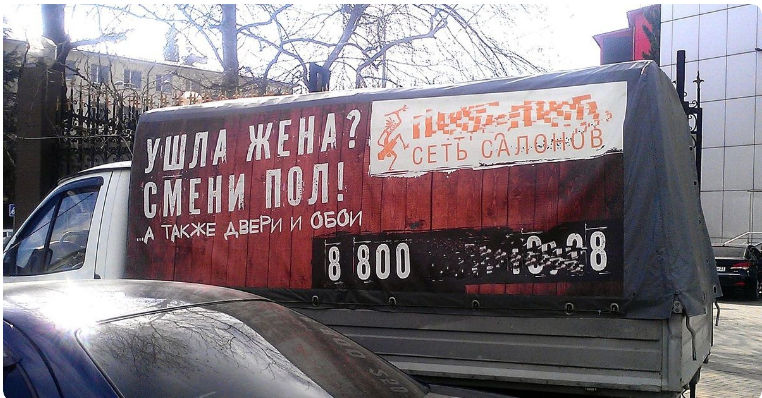 УШЛА ЖЕНА?
СМЕНИ ПОЛ!
...А ТАКЖЕ ДВЕРИ И ОБОИ
СЕТЬ САЛОНОВ
8 800